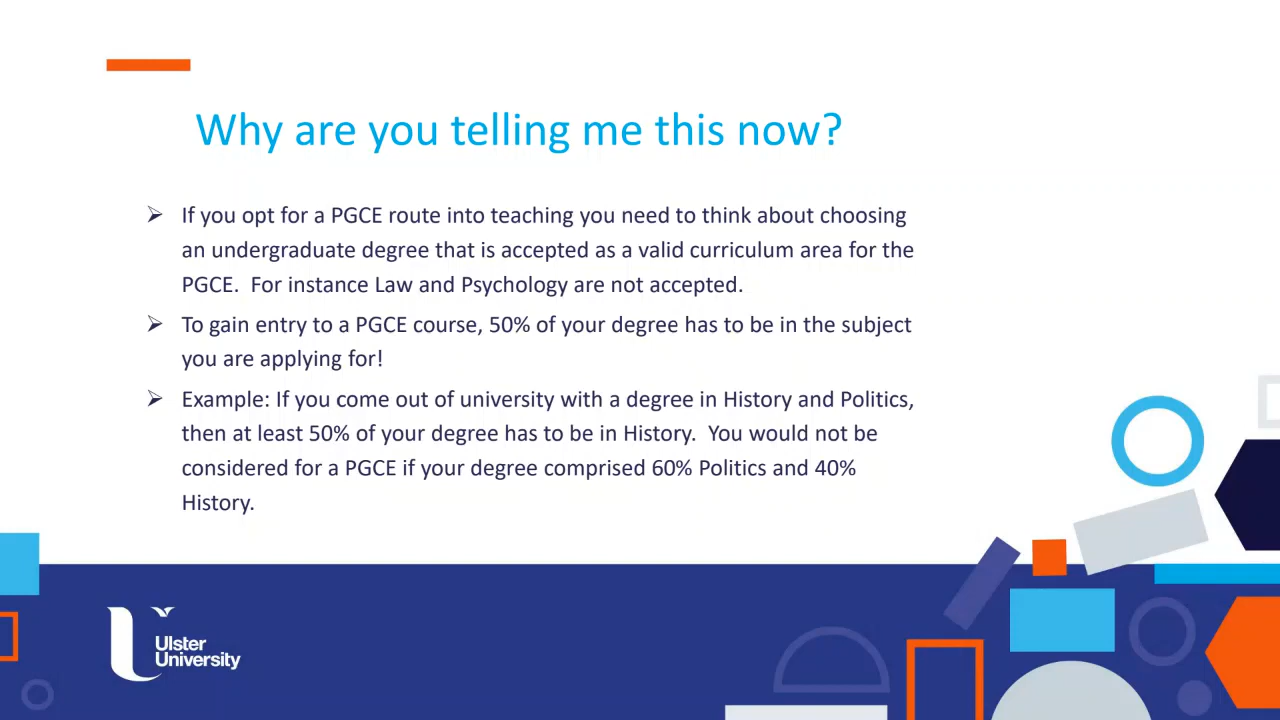 Why are you telling me this now?
➢ If you opt for a PGCE route into teaching you need to think about choosing
an undergraduate degree that is accepted as a valid curriculum area for the
PGCE.  For instance Law and Psychology are not accepted.
➢ To gain entry to a PGCE course, 50% of your degree has to be in the subject
you are applying for!
➢ Example: If you come out of university with a degree in History and Politics,
then at least 50% of your degree has to be in History.  You would not be
considered for a PGCE if your degree comprised 60% Politics and 40%
History.
Ulster
University